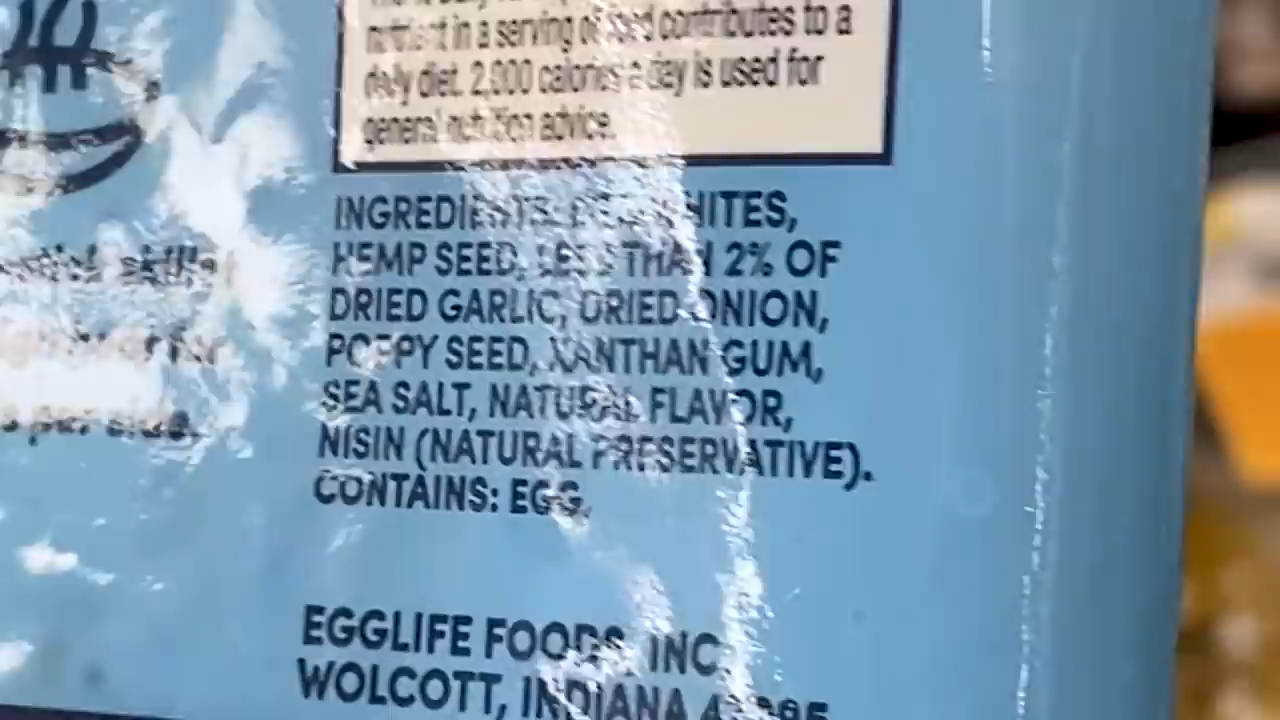 nutrient in a serving of food contributes to a
daily diet. 2,000 calories a day is used for
general nutrition advice.
INGREDIENTS: EGG WHITES,
HEMP SEED, LESS THAN 2% OF
DRIED GARLIC, DRIED ONION,
POPPY SEED, XANTHAN GUM,
SEA SALT, NATURAL FLAVOR,
NISIN (NATURAL PRESERVATIVE).
CONTAINS: EGG.
EGGLIFE FOODS, INC.
WOLCOTT, INDIANA